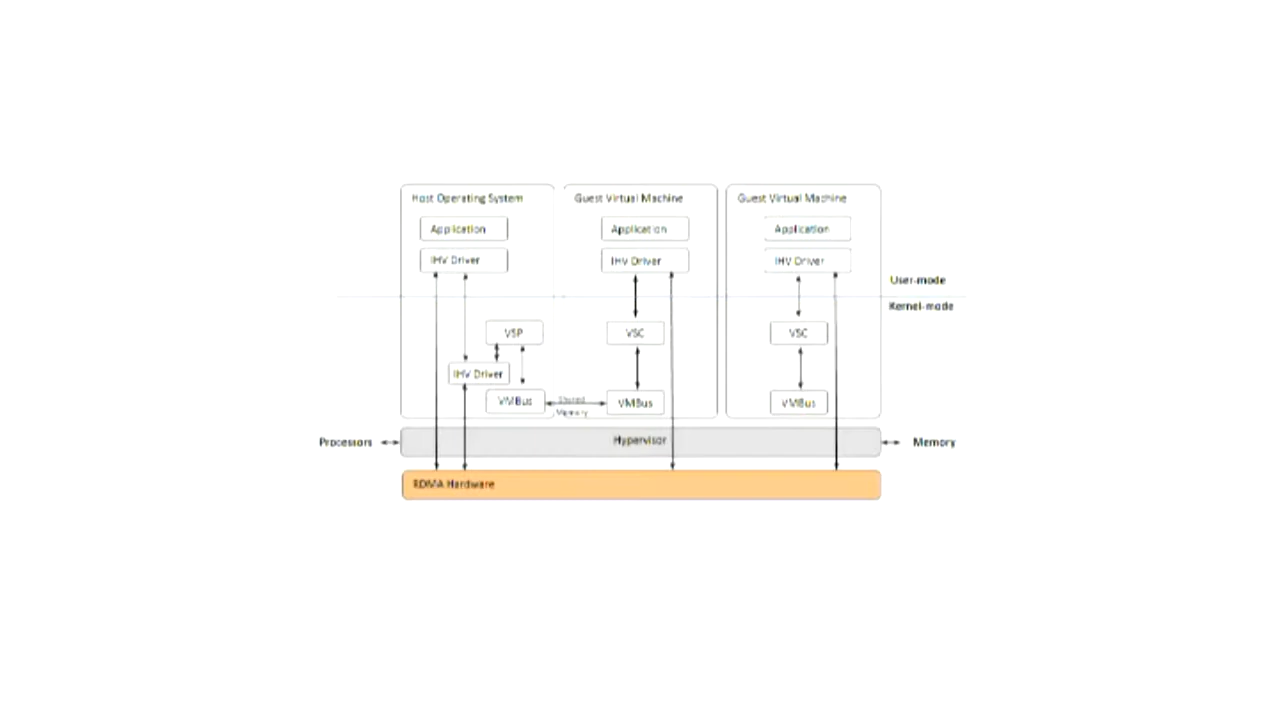 Host Operating System
Guest Virtual Machine
Guest Virtual Machine
Application
Application
Application
IHV Driver
IHV Driver
IHV Driver
User-mode
Kernel-mode
VSP
VSC
VSC
IHV Driver
VMBus
Shared
Memory
VMBus
VMBus
Processors
Hypervisor
Memory
RDMA Hardware